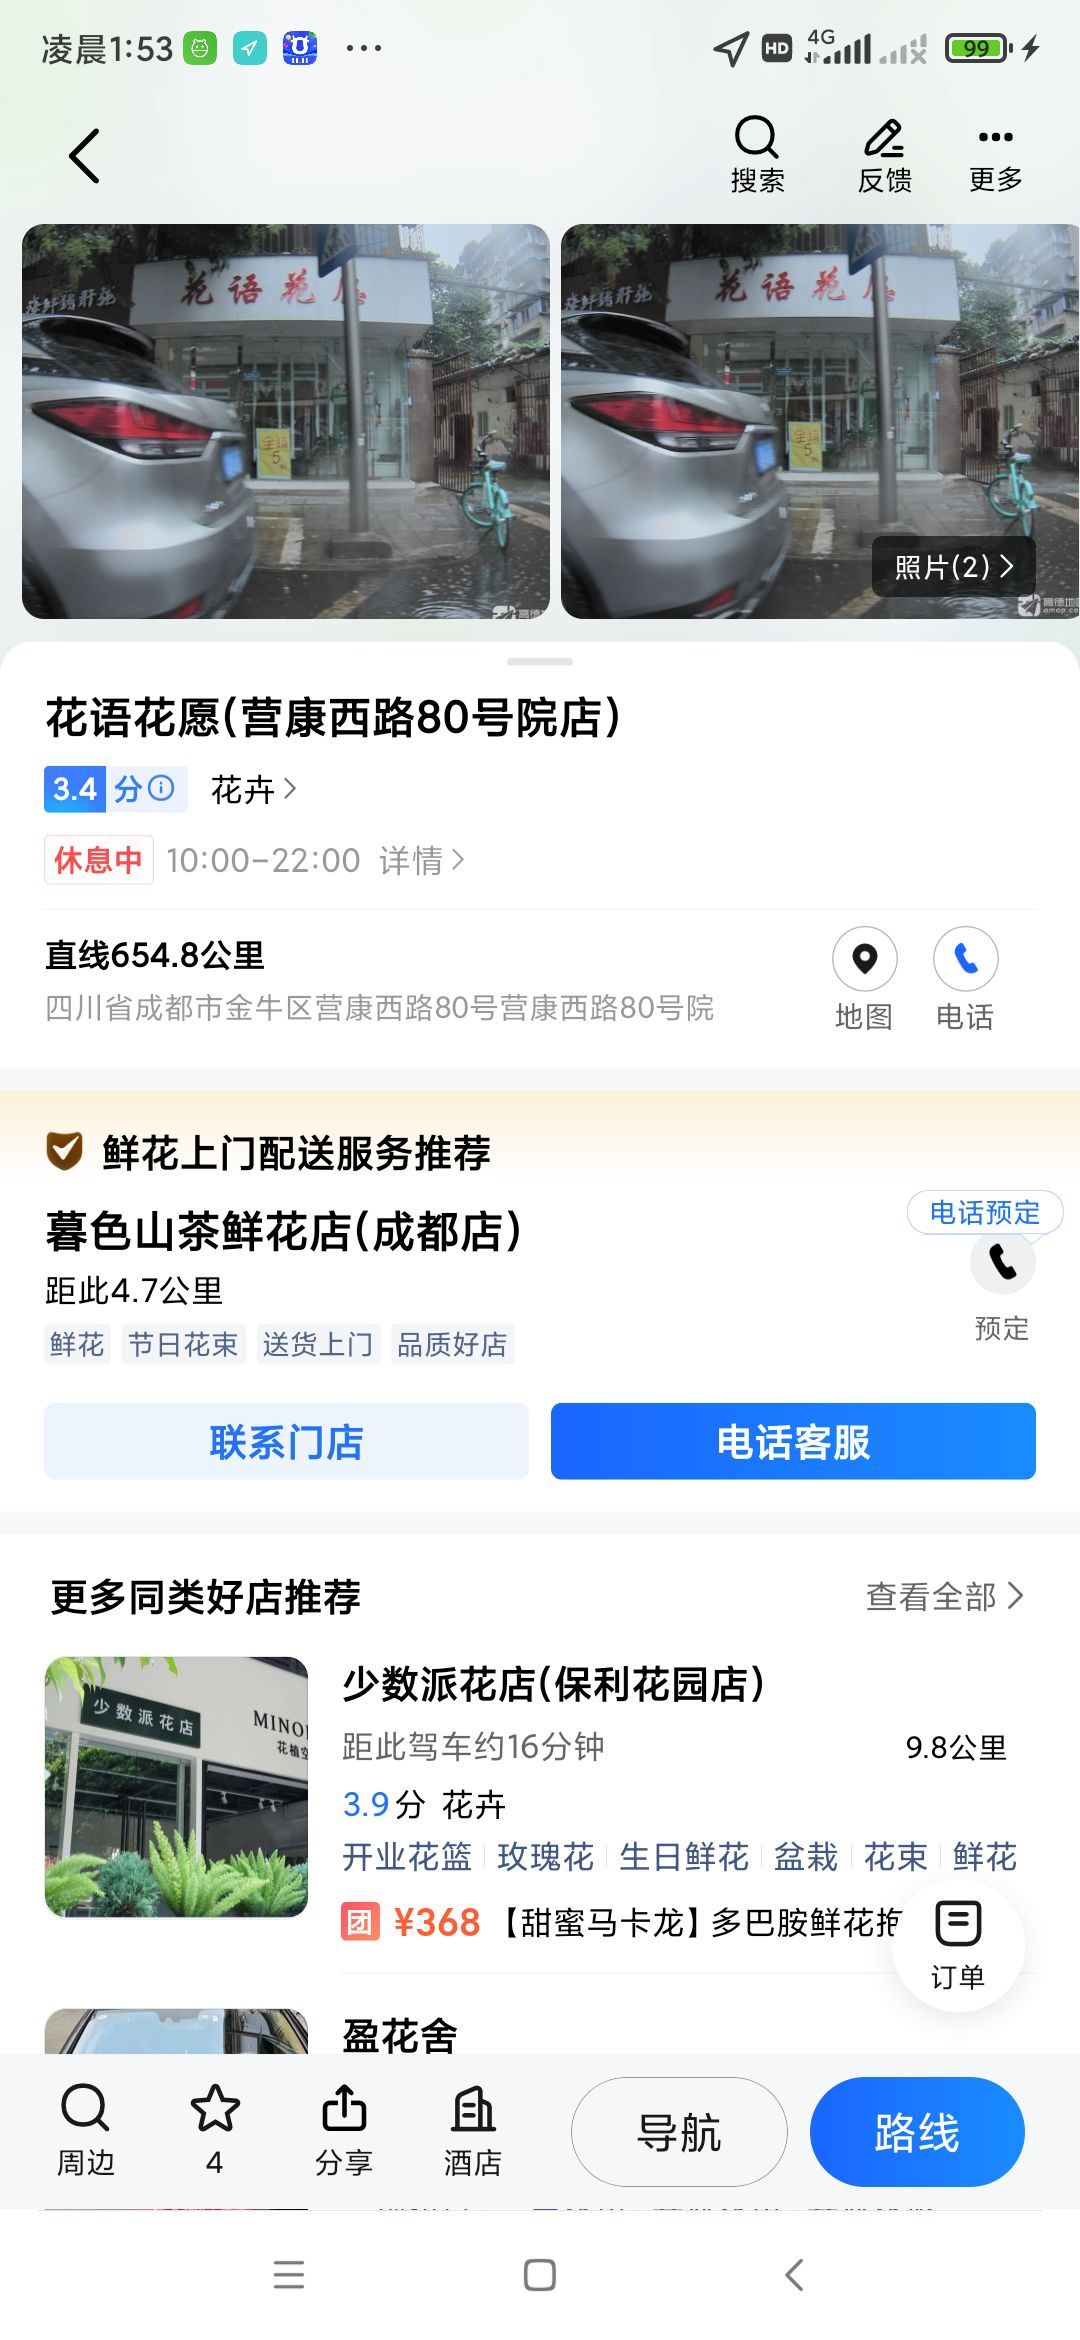 凌晨1:53
HD 4G 99
搜索 反馈 更多
花语花
花语花
照片(2)
花语花愿(营康西路80号院店)
3.4分 花卉
休息中 10:00-22:00 详情
直线654.8公里
四川省成都市金牛区营康西路80号营康西路80号院
地图 电话
鲜花上门配送服务推荐
暮色山茶鲜花店(成都店)
电话预定
距此4.7公里
预定
鲜花 节日花束 送货上门 品质好店
联系门店 电话客服
更多同类好店推荐 查看全部
少数派花店
MINO
花植
少数派花店(保利花园店)
距此驾车约16分钟 9.8公里
3.9分 花卉
开业花篮 玫瑰花 生日鲜花 盆栽 花束 鲜花
团 ¥368 【甜蜜马卡龙】多巴胺鲜花抱
订单
盈花舍
周边 4 分享 酒店 导航 路线